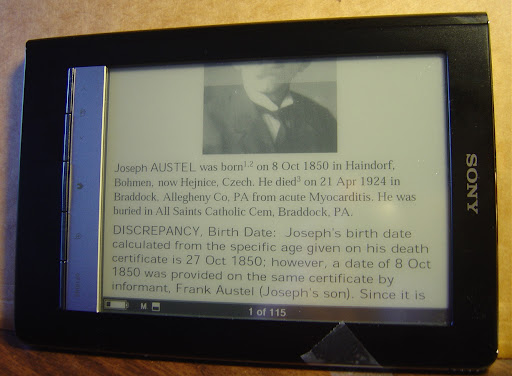 Joseph AUSTEL was born1,2 on 8 Oct 1850 in Haindorf,
Bohmen, now Hejnice, Czech. He died3 on 21 Apr 1924 in
Braddock, Allegheny Co, PA from acute Myocarditis. He was
buried in All Saints Catholic Cem, Braddock, PA.
DISCREPANCY, Birth Date: Joseph's birth date
calculated from the specific age given on his death
certificate is 27 Oct 1850; however, a date of 8 Oct
1850 was provided on the same certificate by
informant, Frank Austel (Joseph's son). Since it is
M
1 of 115
SONY